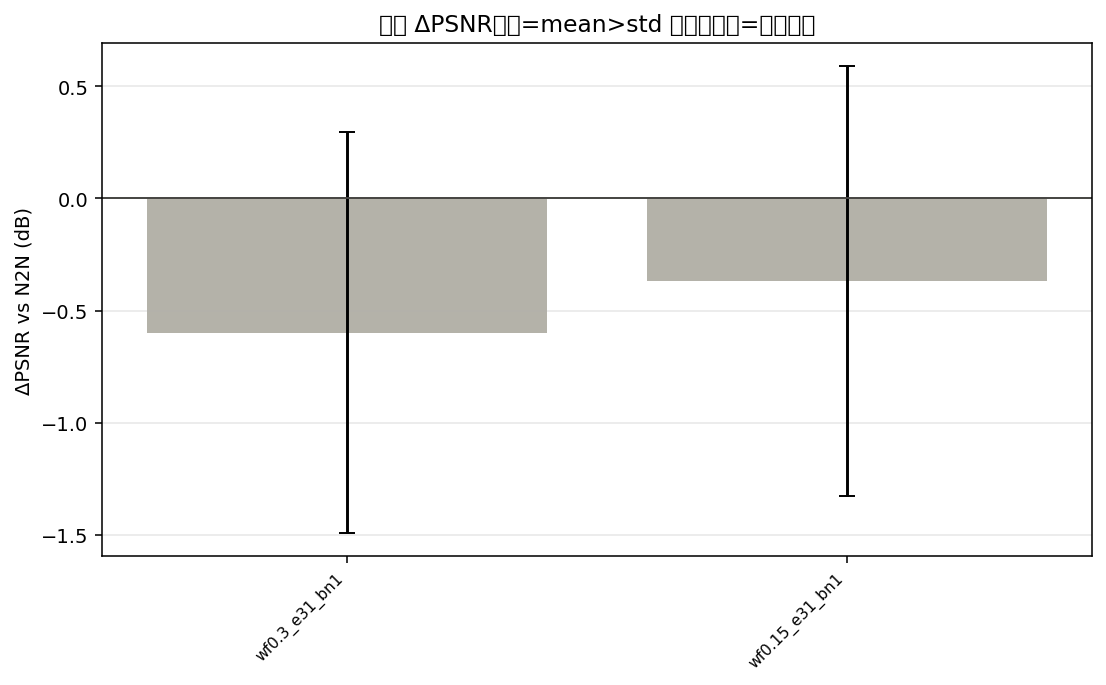 ΔPSNR=mean>std =
0.5
0.0
−0.5
−1.0
−1.5
ΔPSNR vs N2N (dB)
wf0.3_e31_bn1
wf0.15_e31_bn1